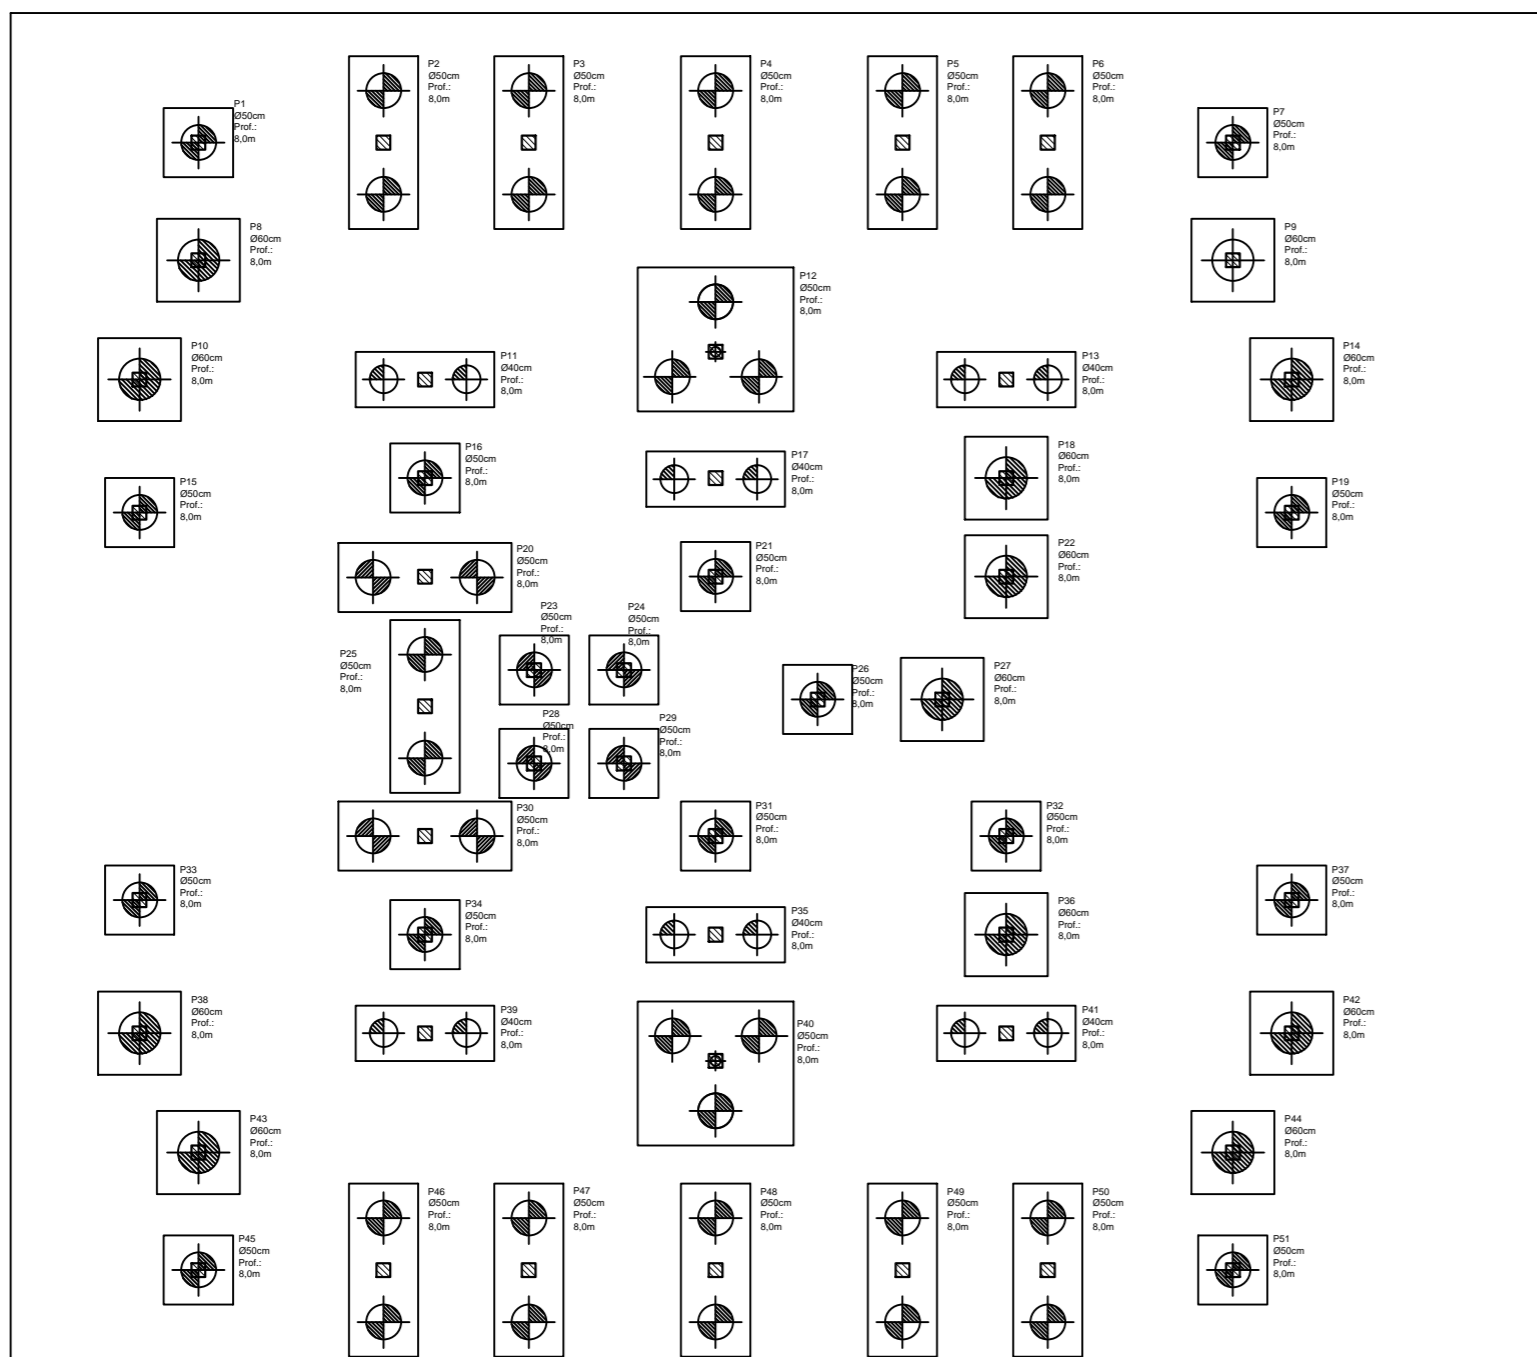 P1
Ø50cm
Prof.:
8,0m
P2
Ø50cm
Prof.:
8,0m
P3
Ø50cm
Prof.:
8,0m
P4
Ø50cm
Prof.:
8,0m
P5
Ø50cm
Prof.:
8,0m
P6
Ø50cm
Prof.:
8,0m
P7
Ø50cm
Prof.:
8,0m
P8
Ø60cm
Prof.:
8,0m
P9
Ø60cm
Prof.:
8,0m
P10
Ø60cm
Prof.:
8,0m
P11
Ø40cm
Prof.:
8,0m
P12
Ø50cm
Prof.:
8,0m
P13
Ø40cm
Prof.:
8,0m
P14
Ø60cm
Prof.:
8,0m
P15
Ø50cm
Prof.:
8,0m
P16
Ø50cm
Prof.:
8,0m
P17
Ø40cm
Prof.:
8,0m
P18
Ø60cm
Prof.:
8,0m
P19
Ø50cm
Prof.:
8,0m
P20
Ø50cm
Prof.:
8,0m
P21
Ø50cm
Prof.:
8,0m
P22
Ø60cm
Prof.:
8,0m
P23
Ø50cm
Prof.:
8,0m
P24
Ø50cm
Prof.:
8,0m
P25
Ø50cm
Prof.:
8,0m
P26
Ø50cm
Prof.:
8,0m
P27
Ø60cm
Prof.:
8,0m
P28
Ø50cm
Prof.:
8,0m
P29
Ø50cm
Prof.:
8,0m
P30
Ø50cm
Prof.:
8,0m
P31
Ø50cm
Prof.:
8,0m
P32
Ø50cm
Prof.:
8,0m
P33
Ø50cm
Prof.:
8,0m
P34
Ø50cm
Prof.:
8,0m
P35
Ø40cm
Prof.:
8,0m
P36
Ø60cm
Prof.:
8,0m
P37
Ø50cm
Prof.:
8,0m
P38
Ø60cm
Prof.:
8,0m
P39
Ø40cm
Prof.:
8,0m
P40
Ø50cm
Prof.:
8,0m
P41
Ø40cm
Prof.:
8,0m
P42
Ø60cm
Prof.:
8,0m
P43
Ø60cm
Prof.:
8,0m
P44
Ø60cm
Prof.:
8,0m
P45
Ø50cm
Prof.:
8,0m
P46
Ø50cm
Prof.:
8,0m
P47
Ø50cm
Prof.:
8,0m
P48
Ø50cm
Prof.:
8,0m
P49
Ø50cm
Prof.:
8,0m
P50
Ø50cm
Prof.:
8,0m
P51
Ø50cm
Prof.:
8,0m